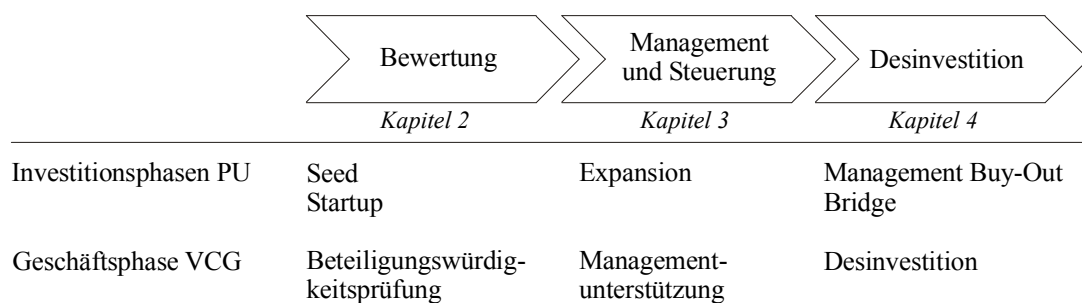 Bewertung
Management
und Steuerung
Desinvestition
Kapitel 2
Kapitel 3
Kapitel 4
Investitionsphasen PU
Seed
Startup
Expansion
Management Buy-Out
Bridge
Geschäftsphase VCG
Beteiligungswürdig-
keitsprüfung
Management-
unterstützung
Desinvestition